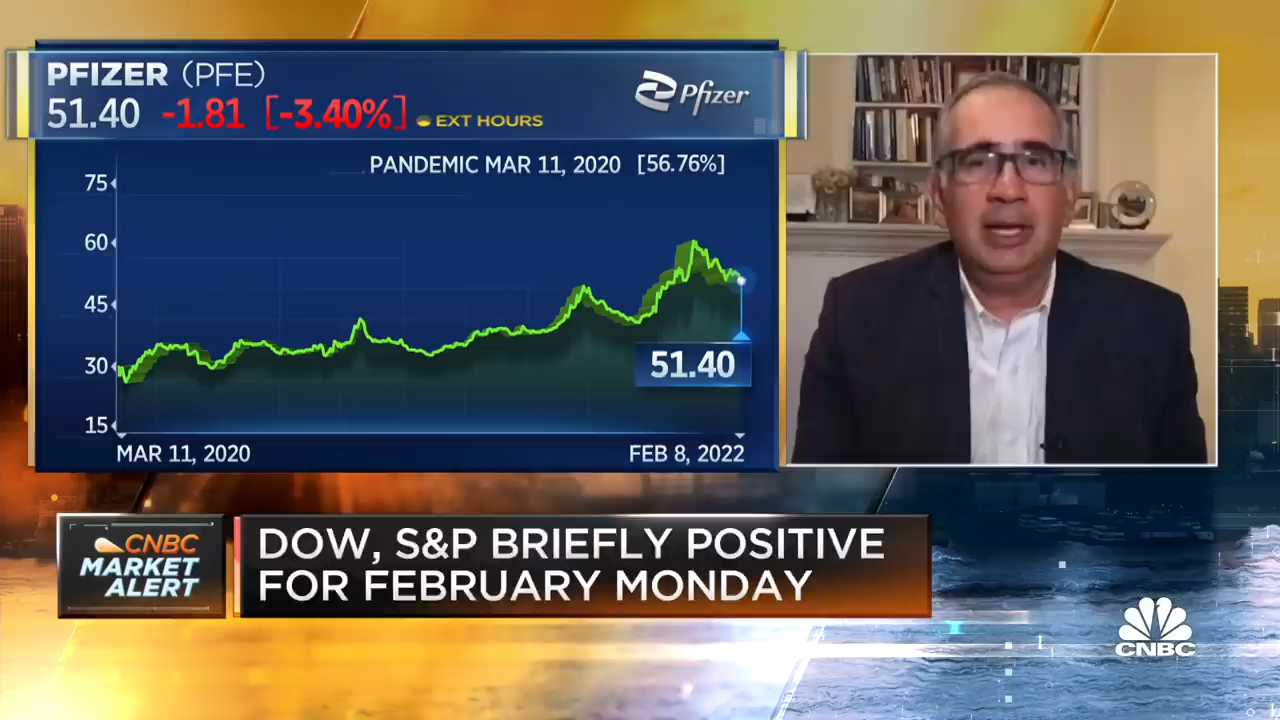 PFIZER (PFE)
51.40 -1.81 [-3.40%] EXT HOURS
Pfizer
PANDEMIC MAR 11, 2020 [56.76%]
75
60
45
30
15
51.40
MAR 11, 2020
FEB 8, 2022
CNBC
MARKET
ALERT
DOW, S&P BRIEFLY POSITIVE
FOR FEBRUARY MONDAY
CNBC